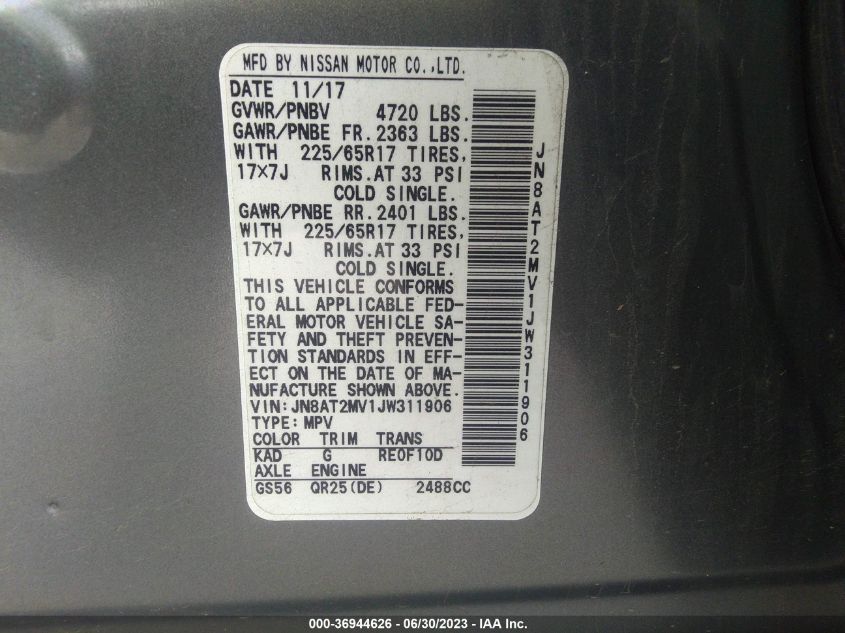 MFD BY NISSAN MOTOR CO.,LTD.
DATE 11/17
GVWR/PNBV 4720 LBS.
GAWR/PNBE FR.2363 LBS.
WITH 225/65R17 TIRES,
17×7J RIMS.AT 33 PSI
COLD SINGLE.
GAWR/PNBE RR.2401 LBS.
WITH 225/65R17 TIRES,
17×7J RIMS.AT 33 PSI
COLD SINGLE.
THIS VEHICLE CONFORMS
TO ALL APPLICABLE FED-
ERAL MOTOR VEHICLE SA-
FETY AND THEFT PREVEN-
TION STANDARDS IN EFF-
ECT ON THE DATE OF MA-
NUFACTURE SHOWN ABOVE.
VIN:JN8AT2MV1JW311906
TYPE:MPV
COLOR TRIM TRANS
KAD G RE0F10D
AXLE ENGINE
GS56 QR25(DE) 2488CC
JN8AT2MV1JW311906
000-36944626 - 06/30/2023 - IAA Inc.